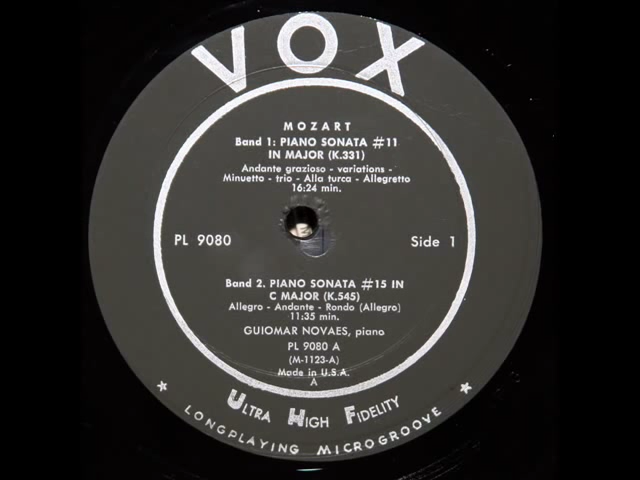 VOX
MOZART
Band 1: PIANO SONATA #11
IN MAJOR (K.331)
Andante grazioso - variations -
Minuetto - trio - Alla turca - Allegretto
16:24 min.
PL 9080
Side 1
Band 2. PIANO SONATA #15 IN
C MAJOR (K.545)
Allegro - Andante - Rondo (Allegro)
11:35 min.
GUIOMAR NOVAES, piano
PL 9080 A
(M-1123-A)
Made in U.S.A.
A
ULTRA HIGH FIDELITY
LONGPLAYING MICROGROOVE